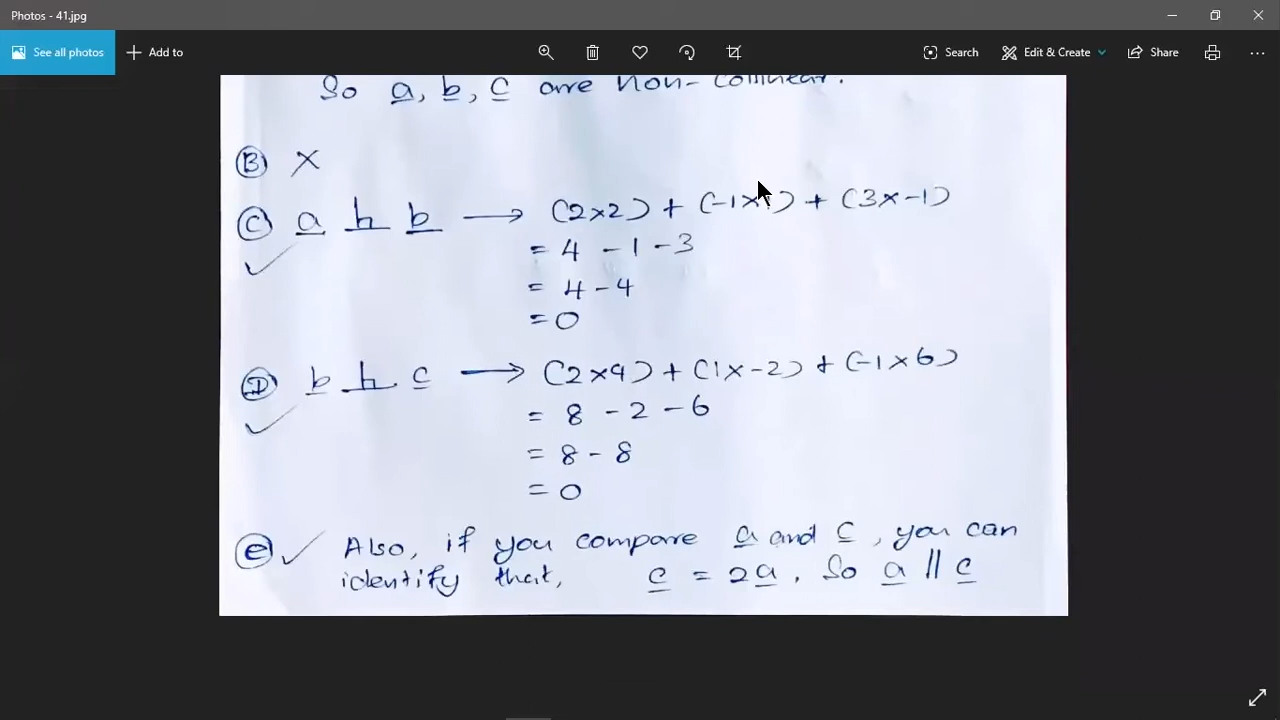 Photos - 41.jpg
See all photos
Add to
Search
Edit & Create
Share
So a, b, c are non-collinear.
(B) ×
(C) a h b → (2×2) + (-1× ) + (3×-1)
= 4 - 1 - 3
= 4 - 4
= 0
(D) b h c → (2×4) + (1×-2) + (-1×6)
= 8 - 2 - 6
= 8 - 8
= 0
(e) ✓ Also, if you compare a and c, you can
identify that, c = 2a. So a ∥ c